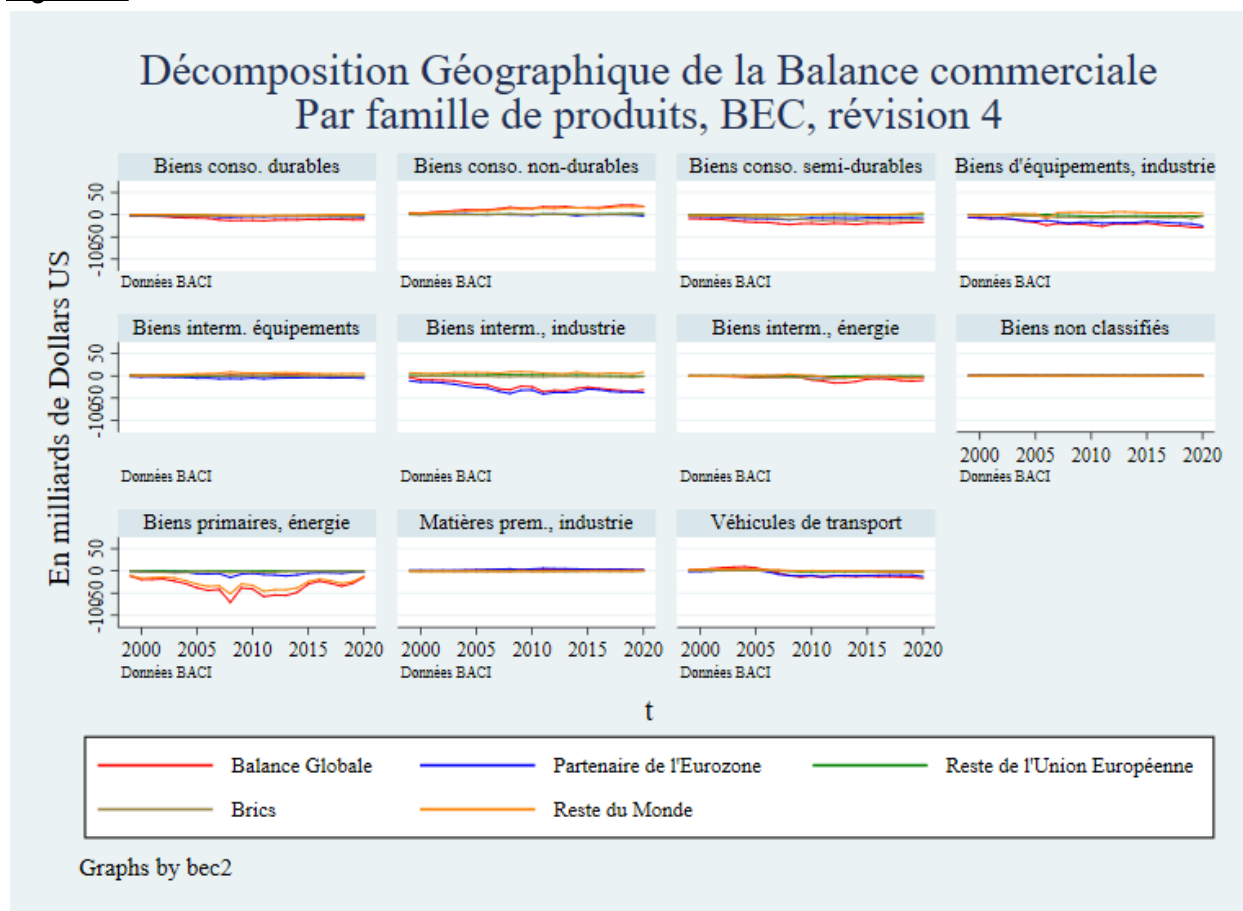 Décomposition Géographique de la Balance commerciale
Par famille de produits, BEC, révision 4
En milliards de Dollars US
Biens conso. durables Biens conso. non-durables Biens conso. semi-durables Biens d'équipements, industrie
50
0
-50
-100
Données BACI Données BACI Données BACI Données BACI
Biens interm. équipements Biens interm., industrie Biens interm., énergie Biens non classifiés
50
0
-50
-100
2000 2005 2010 2015 2020
Données BACI Données BACI Données BACI Données BACI
Biens primaires, énergie Matières prem., industrie Véhicules de transport
50
0
-50
-100
2000 2005 2010 2015 2020 2000 2005 2010 2015 2020 2000 2005 2010 2015 2020
Données BACI Données BACI Données BACI
t
Balance Globale Partenaire de l'Eurozone Reste de l'Union Européenne
Brics Reste du Monde
Graphs by bec2